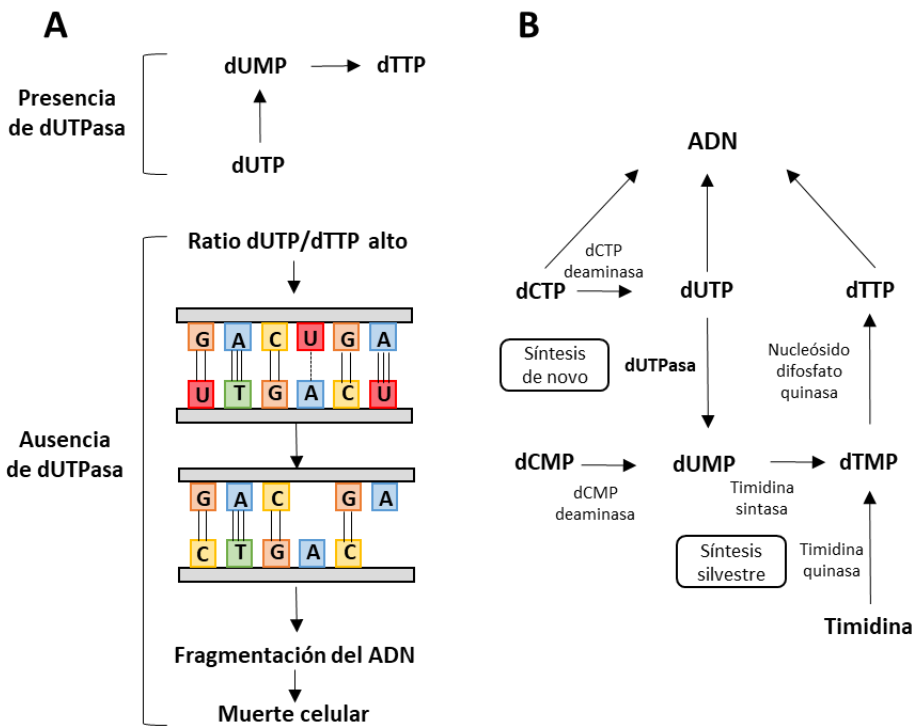 A
Presencia
de dUTPasa
dUMP
dTTP
dUTP
Ausencia
de dUTPasa
Ratio dUTP/dTTP alto
G A C U G A
U T G A C U
G A C G A
C T G A C
Fragmentación del ADN
Muerte celular
B
ADN
dCTP
dCTP
deaminasa
dUTP
dTTP
Síntesis
de novo
dUTPasa
Nucleósido
difosfato
quinasa
dCMP
dCMP
deaminasa
dUMP
Timidina
sintasa
dTMP
Síntesis
silvestre
Timidina
quinasa
Timidina